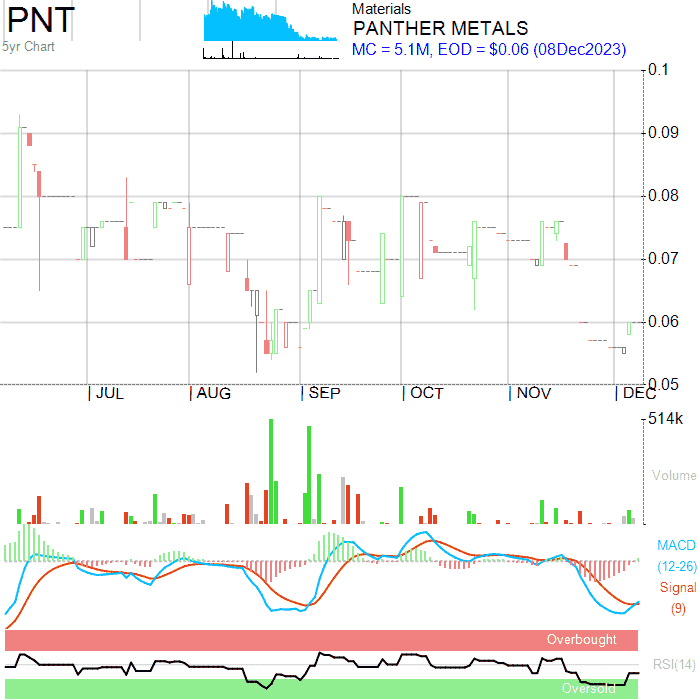 PNT
5yr Chart
Materials
PANTHER METALS
MC = 5.1M, EOD = $0.06 (08Dec2023)
0.1
0.09
0.08
0.07
0.06
0.05
JUL AUG SEP OCT NOV DEC
514k
Volume
MACD
(12-26)
Signal
(9)
Overbought
RSI(14)
Oversold